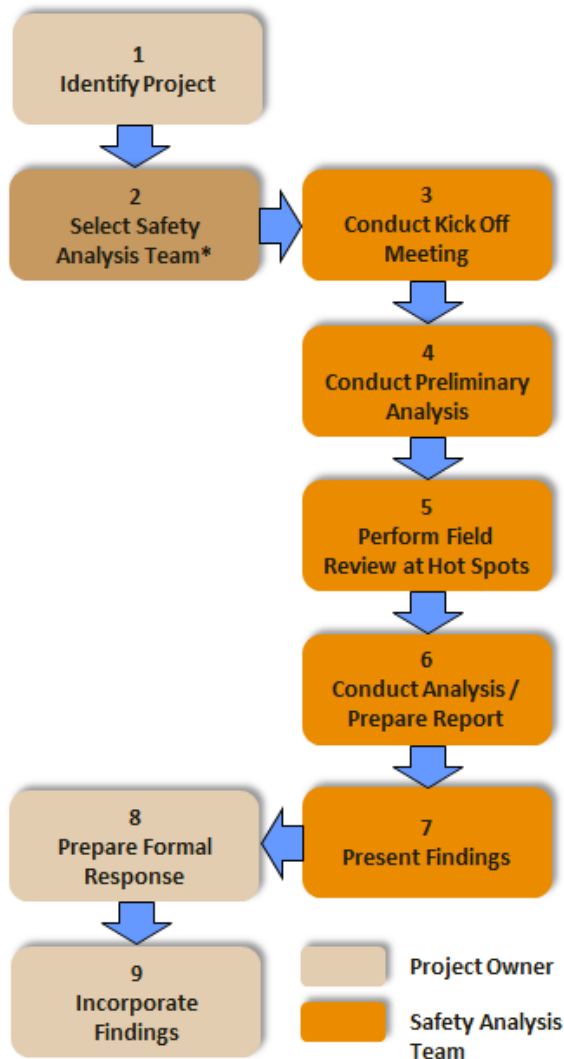 1
Identify Project
2
Select Safety
Analysis Team*
3
Conduct Kick Off
Meeting
4
Conduct Preliminary
Analysis
5
Perform Field
Review at Hot Spots
6
Conduct Analysis /
Prepare Report
7
Present Findings
8
Prepare Formal
Response
9
Incorporate
Findings
Project Owner
Safety Analysis
Team